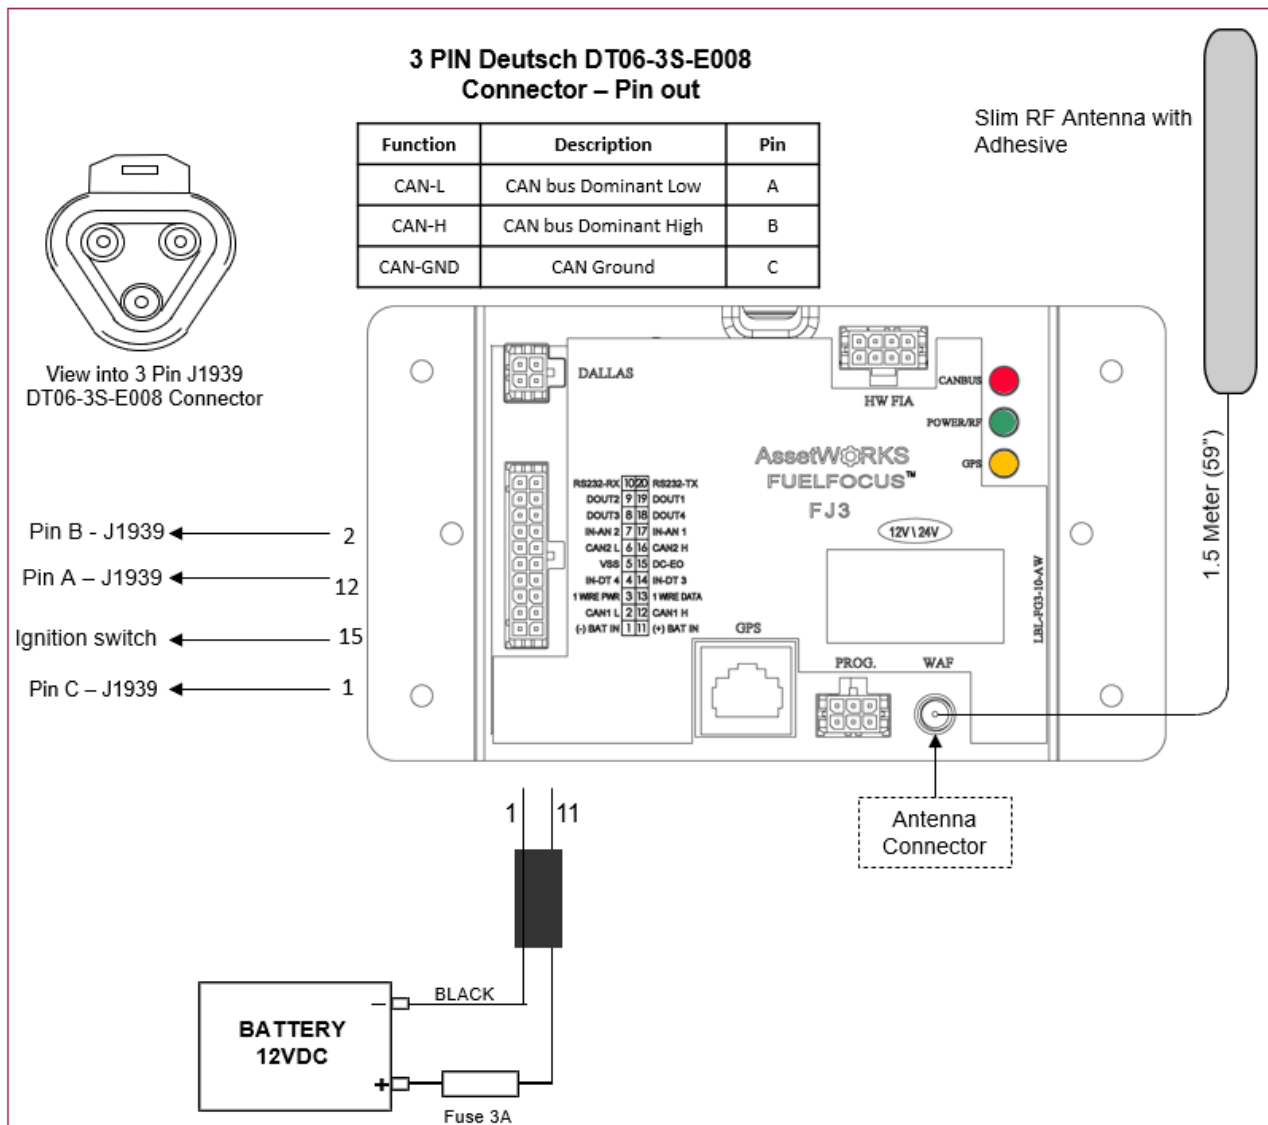 3 PIN Deutsch DT06-3S-E008
Connector – Pin out
Function Description Pin
CAN-L CAN bus Dominant Low A
CAN-H CAN bus Dominant High B
CAN-GND CAN Ground C
View into 3 Pin J1939
DT06-3S-E008 Connector
Slim RF Antenna with
Adhesive
1.5 Meter (59")
DALLAS
HW FIA
CANBUS
POWER/RF
GPS
AssetWORKS
FUELFOCUS™
FJ3
12V \ 24V
LBL-FG3-10-AW
RS232-RX 10 20 RS232-TX
DOUT2 9 19 DOUT1
DOUT3 8 18 DOUT4
IN-AN 2 7 17 IN-AN 1
CAN2 L 6 16 CAN2 H
VSS 5 15 DC-EO
IN-DT 4 4 14 IN-DT 3
1 WIRE PWR 3 13 1 WIRE DATA
CAN1 L 2 12 CAN1 H
(-) BAT IN 1 11 (+) BAT IN
GPS
PROG.
WAF
Pin B - J1939 2
Pin A – J1939 12
Ignition switch 15
Pin C – J1939 1
Antenna
Connector
1 11
BLACK
–
BATTERY
12VDC
+
Fuse 3A